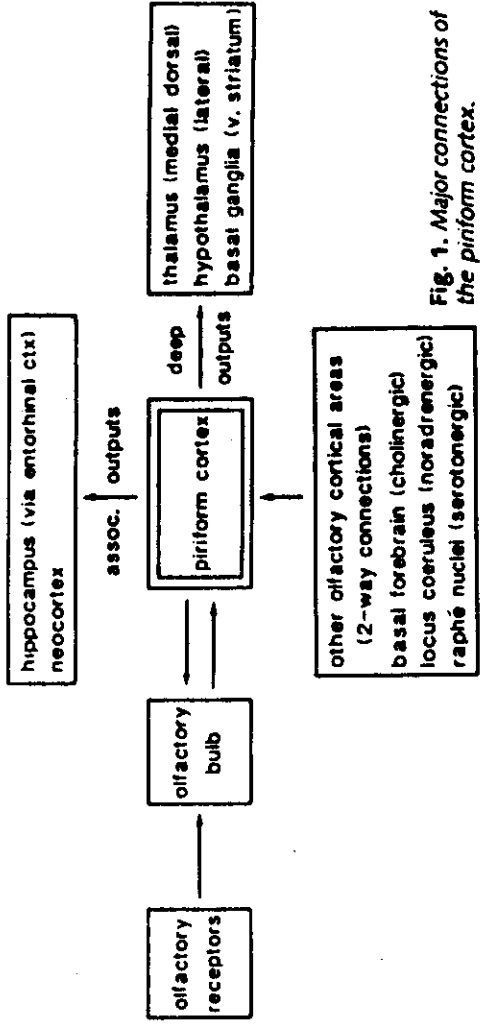 hippocampus (via entorhinal ctx)
neocortex
assoc. outputs
olfactory
receptors
olfactory
bulb
piriform cortex
deep
outputs
thalamus (medial dorsal)
hypothalamus (lateral)
basal ganglia (v. striatum)
other olfactory cortical areas
(2-way connections)
basal forebrain (cholinergic)
locus coeruleus (noradrenergic)
raphé nuclei (serotonergic)
Fig. 1. Major connections of
the piriform cortex.